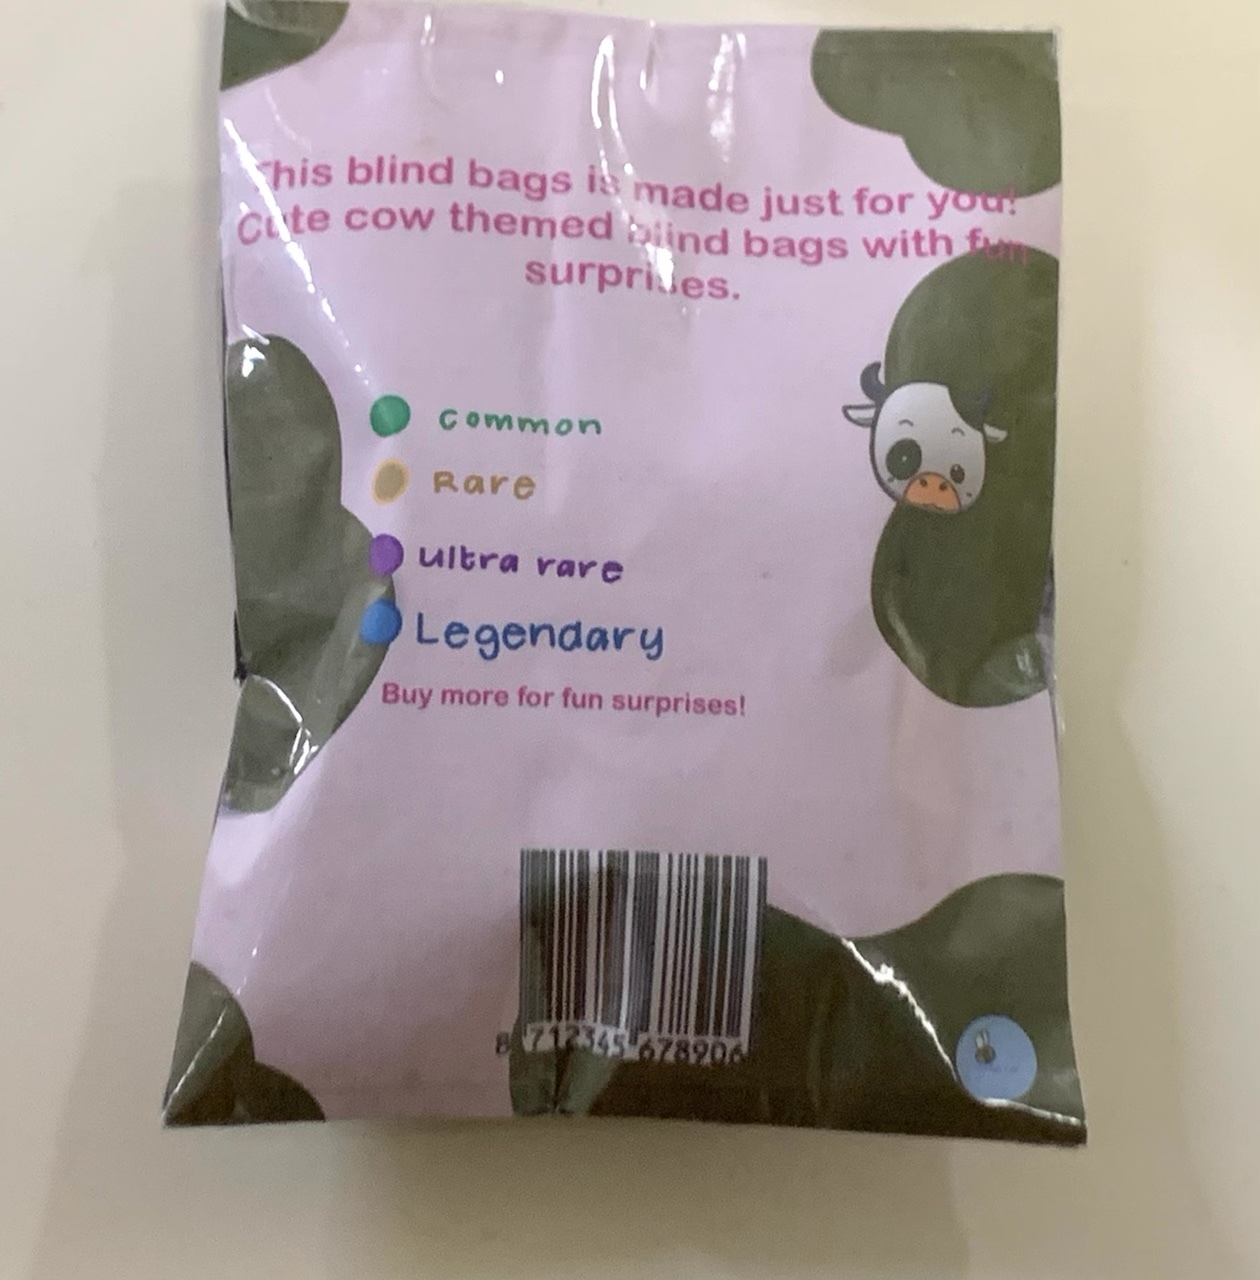 This blind bags is made just for you!
Cute cow themed blind bags with fun
surprises.
common
Rare
ultra rare
Legendary
Buy more for fun surprises!
8 712345 678906